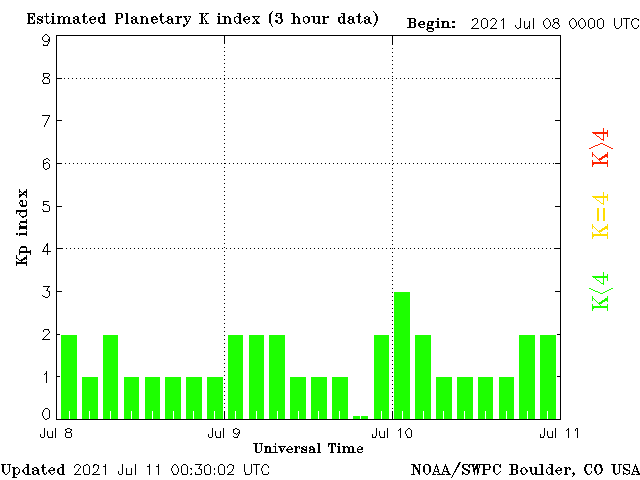 Estimated Planetary K index (3 hour data) Begin: 2021 Jul 08 0000 UTC
9
8
7
6
5
4
3
2
1
0
Kp index
K>4
K=4
K<4
Jul 8 Jul 9 Jul 10 Jul 11
Universal Time
Updated 2021 Jul 11 00:30:02 UTC NOAA/SWPC Boulder, CO USA